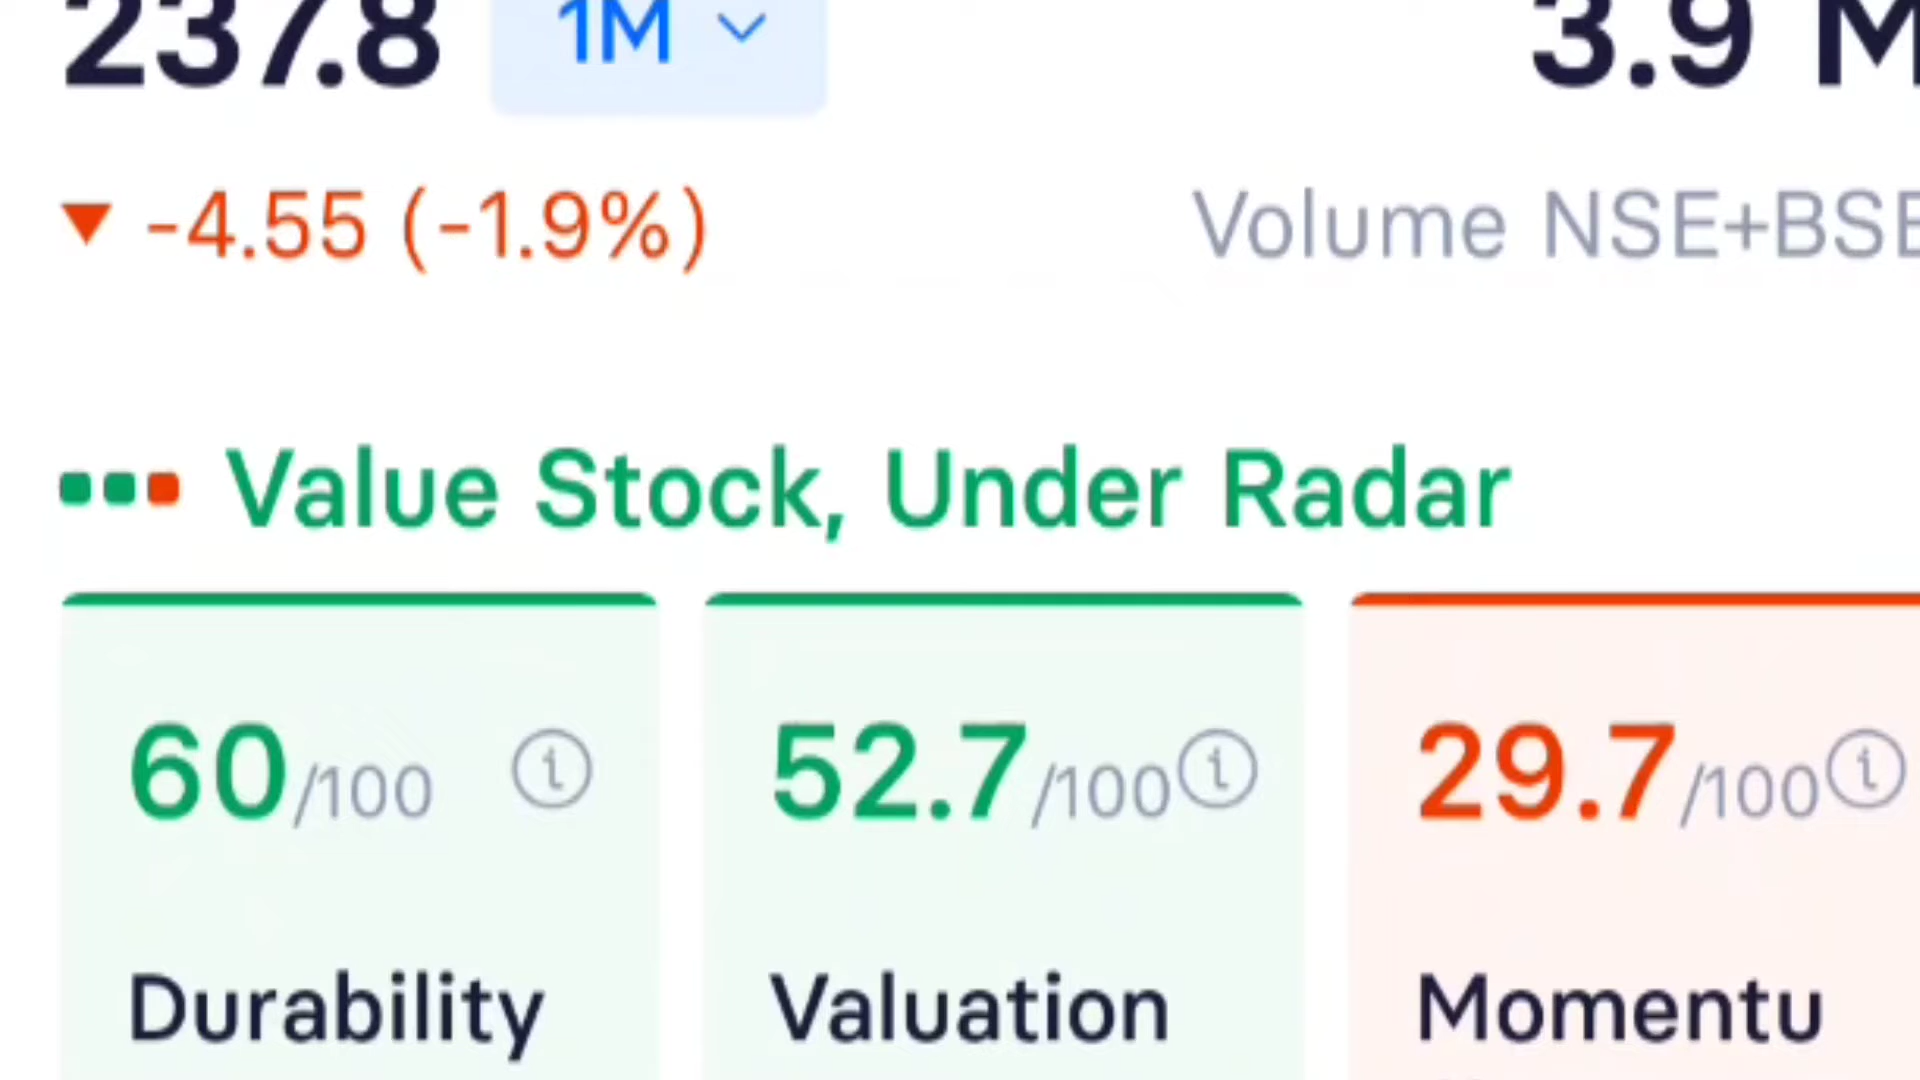 237.8 1M 3.9 M
-4.55 (-1.9%) Volume NSE+BSE
Value Stock, Under Radar
60/100 52.7/100 29.7/100
Durability Valuation Momentu